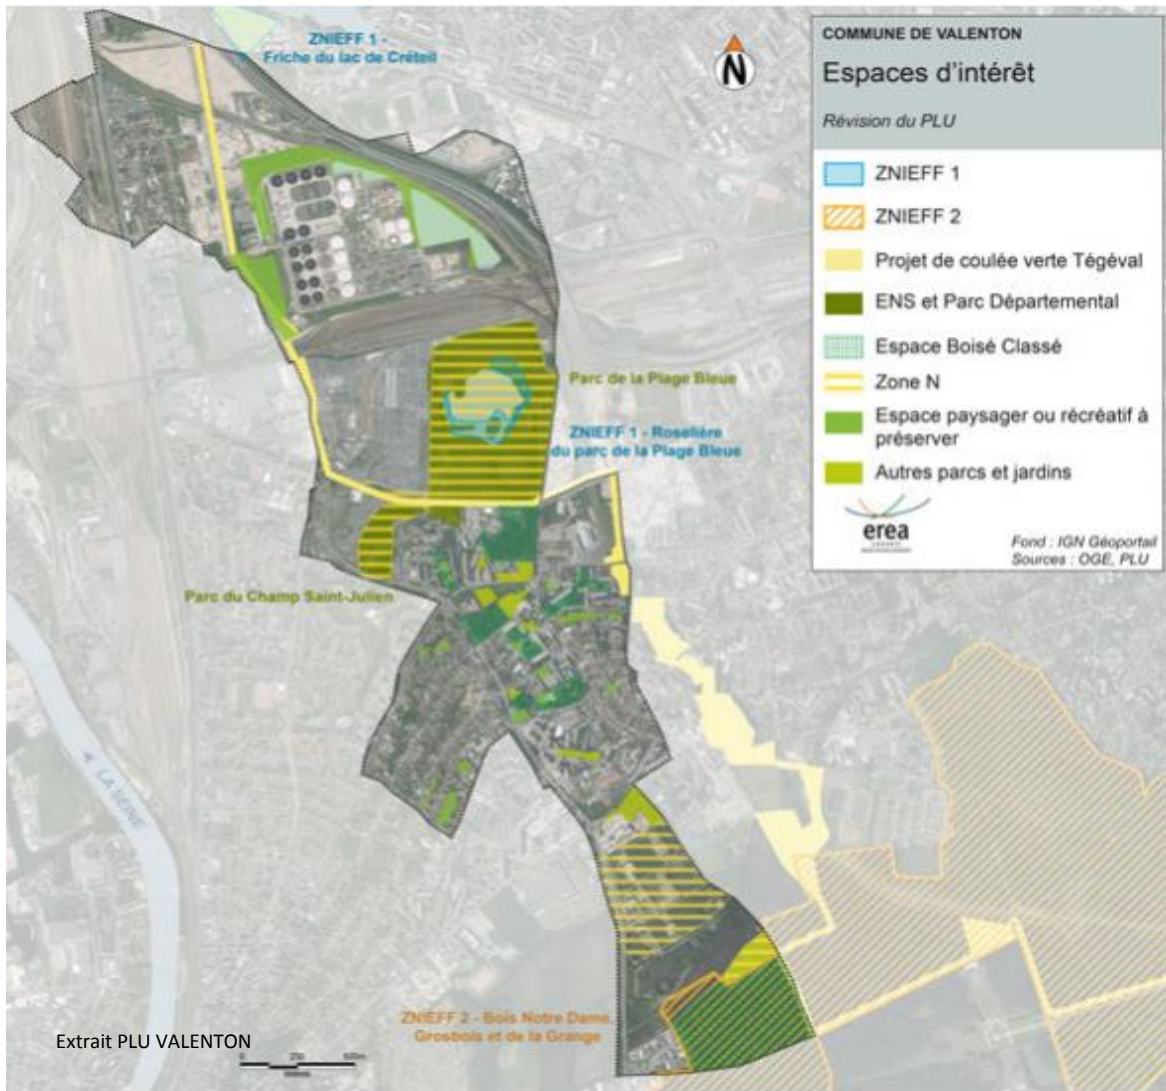 ZNIEFF 1 -
Friche du lac de Créteil
N
COMMUNE DE VALENTON
Espaces d'intérêt
Révision du PLU
ZNIEFF 1
ZNIEFF 2
Projet de coulée verte Tégéval
ENS et Parc Départemental
Espace Boisé Classé
Zone N
Espace paysager ou récréatif à
préserver
Autres parcs et jardins
erea
Fond : IGN Géoportail
Sources : OGE, PLU
Parc de la Plage Bleue
ZNIEFF 1 - Roselière
du parc de la Plage Bleue
Parc du Champ Saint-Julien
LA SEINE
ZNIEFF 2 - Bois Notre Dame,
Grosbois et de la Grange
Extrait PLU VALENTON
0 250 500m